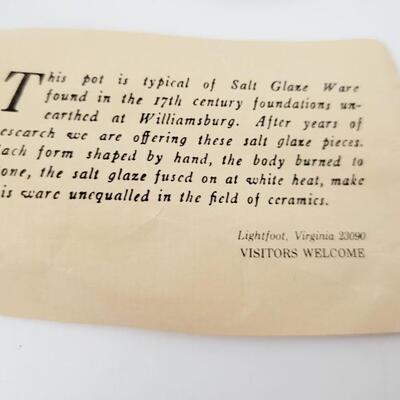 This pot is typical of Salt Glaze Ware
found in the 17th century foundations un-
earthed at Williamsburg. After years of
esearch we are offering these salt glaze pieces.
ach form shaped by hand, the body burned to
one, the salt glaze fused on at white heat, make
is ware unequalled in the field of ceramics.
Lightfoot, Virginia 23090
VISITORS WELCOME